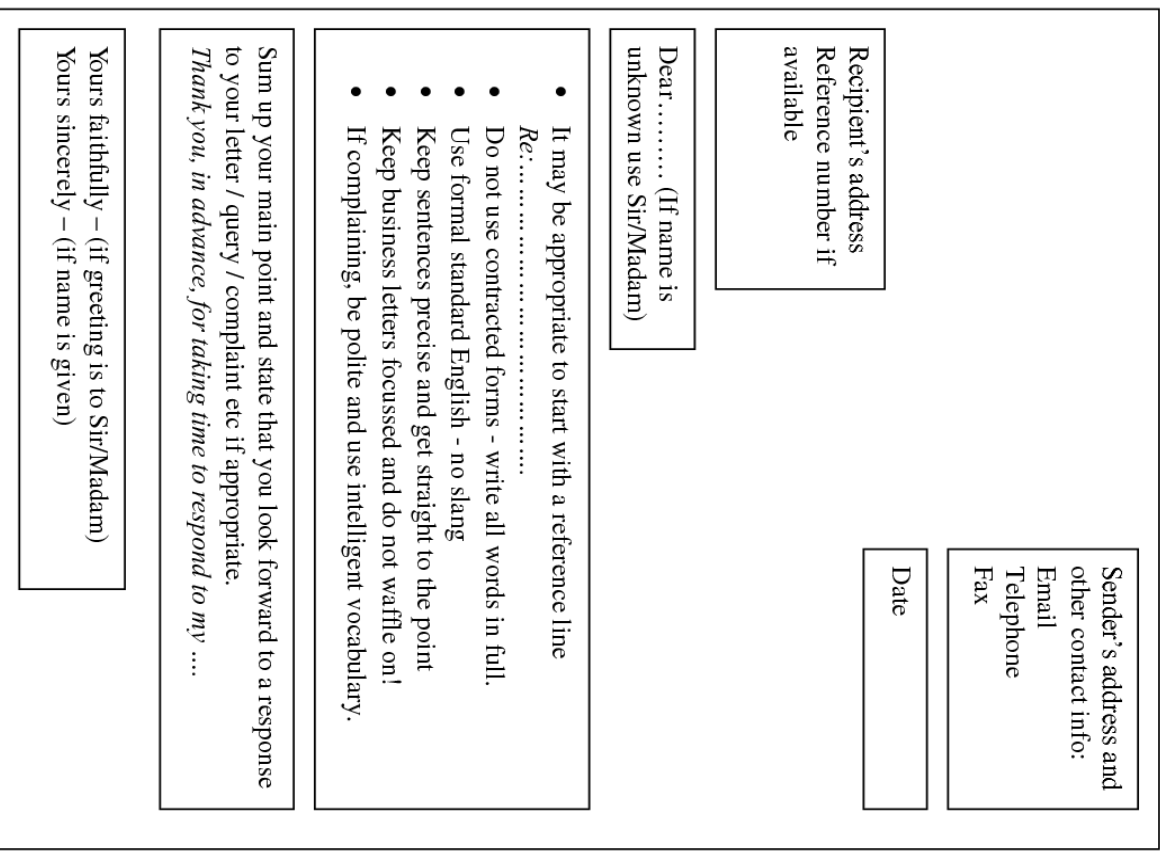 Sender's address and
other contact info:
Email
Telephone
Fax
Date
Recipient's address
Reference number if
available
Dear……... (If name is
unknown use Sir/Madam)
• It may be appropriate to start with a reference line
Re:………………………………
• Do not use contracted forms - write all words in full.
• Use formal standard English - no slang
• Keep sentences precise and get straight to the point
• Keep business letters focussed and do not waffle on!
• If complaining, be polite and use intelligent vocabulary.
Sum up your main point and state that you look forward to a response
to your letter / query / complaint etc if appropriate.
Thank you, in advance, for taking time to respond to my ….
Yours faithfully – (if greeting is to Sir/Madam)
Yours sincerely – (if name is given)